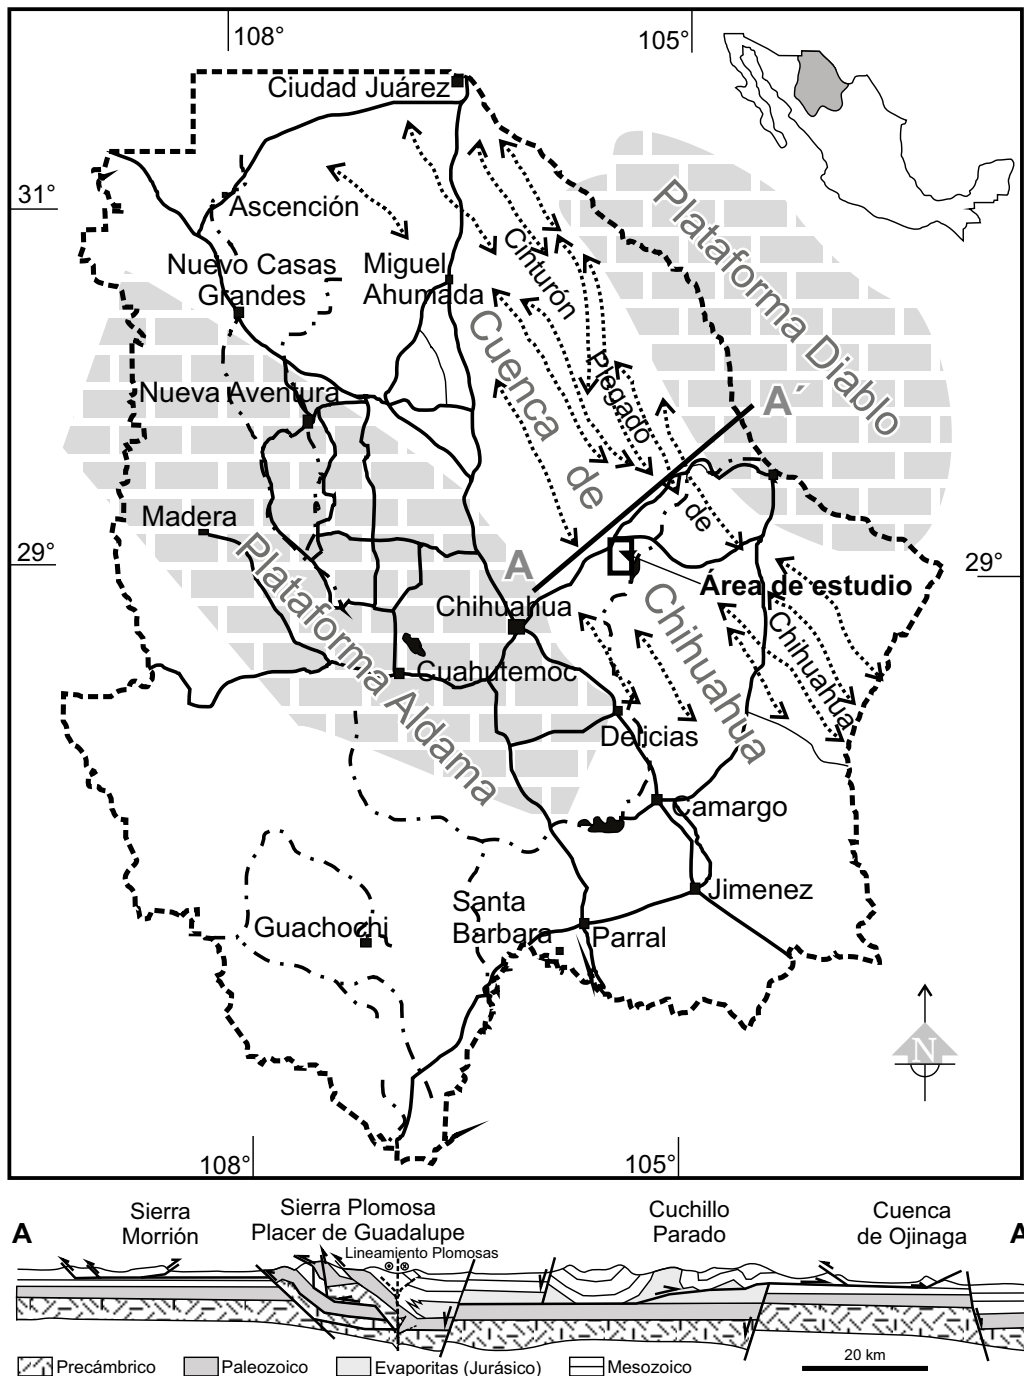 108°
105°
Ciudad Juárez
31°
Ascención
Nuevo Casas
Grandes
Miguel
Ahumada
Cinturón
Plegado
de
Chihuahua
Plataforma Diablo
Cuenca de
Chihuahua
Nueva Aventura
A´
Madera
29°
29°
A
Área de estudio
Chihuahua
Plataforma Aldama
Cuahutemoc
Delicias
Camargo
Jimenez
Santa
Barbara
Guachochi
Parral
N
108°
105°
Sierra
Morrión
Sierra Plomosa
Placer de Guadalupe
Cuchillo
Parado
Cuenca
de Ojinaga
A
A
Lineamiento Plomosas
Precámbrico
Paleozoico
Evaporitas (Jurásico)
Mesozoico
20 km